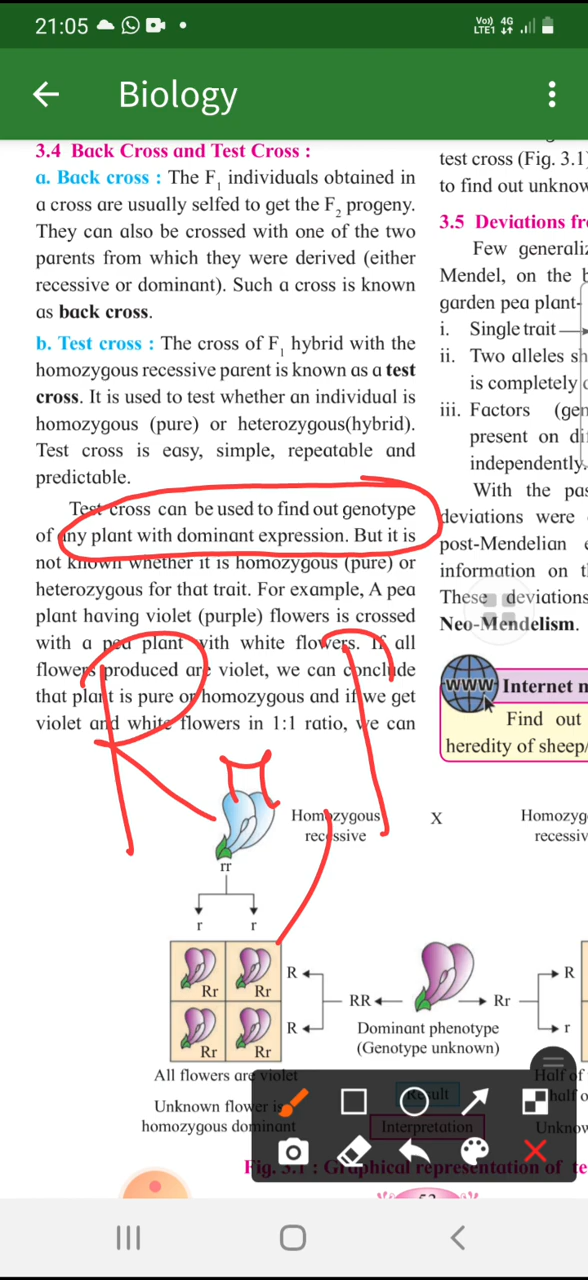 21:05
Vo))
LTE1
4G
Biology
3.4 Back Cross and Test Cross :
a. Back cross : The F1 individuals obtained in
a cross are usually selfed to get the F2 progeny.
They can also be crossed with one of the two
parents from which they were derived (either
recessive or dominant). Such a cross is known
as back cross.
b. Test cross : The cross of F1 hybrid with the
homozygous recessive parent is known as a test
cross. It is used to test whether an individual is
homozygous (pure) or heterozygous(hybrid).
Test cross is easy, simple, repeatable and
predictable.
Test cross can be used to find out genotype
of any plant with dominant expression. But it is
not known whether it is homozygous (pure) or
heterozygous for that trait. For example, A pea
plant having violet (purple) flowers is crossed
with a pea plant with white flowers. If all
flowers produced are violet, we can conclude
that plant is pure or homozygous and if we get
violet and white flowers in 1:1 ratio, we can
test cross (Fig. 3.1)
to find out unknow
3.5 Deviations fr
Few generaliz
Mendel, on the b
garden pea plant-
i. Single trait
ii. Two alleles sh
is completely
iii. Factors (gen
present on di
independently.
With the pas
deviations were
post-Mendelian
information on t
These deviations
Neo-Mendelism.
www Internet
Find out
heredity of sheep/
Homozygous
recessive
X
Homozyg
recessiv
rr
r r
R
Rr Rr
R
Rr Rr
RR
Rr
R
r
Dominant phenotype
(Genotype unknown)
All flowers are violet
Unknown flower is
homozygous dominant
Result
Interpretation
Half of
half o
Unknow
Fig. 3.1 : Graphical representation of te
R